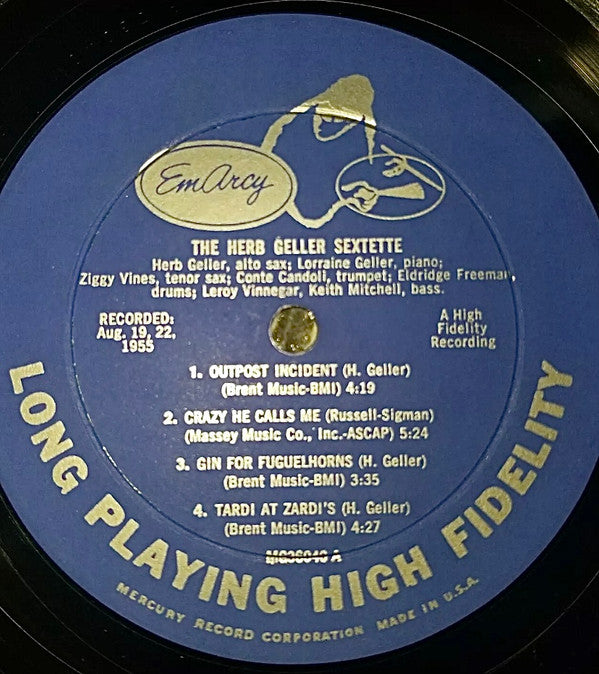 EmArcy
THE HERB GELLER SEXTETTE
Herb Geller, alto sax; Lorraine Geller, piano;
Ziggy Vines, tenor sax; Conte Candoli, trumpet; Eldridge Freeman,
drums; Leroy Vinnegar, Keith Mitchell, bass.
RECORDED:
Aug. 19, 22,
1955
A High
Fidelity
Recording
1. OUTPOST INCIDENT (H. Geller)
(Brent Music-BMI) 4:19
2. CRAZY HE CALLS ME (Russell-Sigman)
(Massey Music Co., Inc.-ASCAP) 5:24
3. GIN FOR FUGUELHORNS (H. Geller)
(Brent Music-BMI) 3:35
4. TARDI AT ZARDI'S (H. Geller)
(Brent Music-BMI) 4:27
MG36040 A
LONG PLAYING HIGH FIDELITY
MERCURY RECORD CORPORATION MADE IN U.S.A.